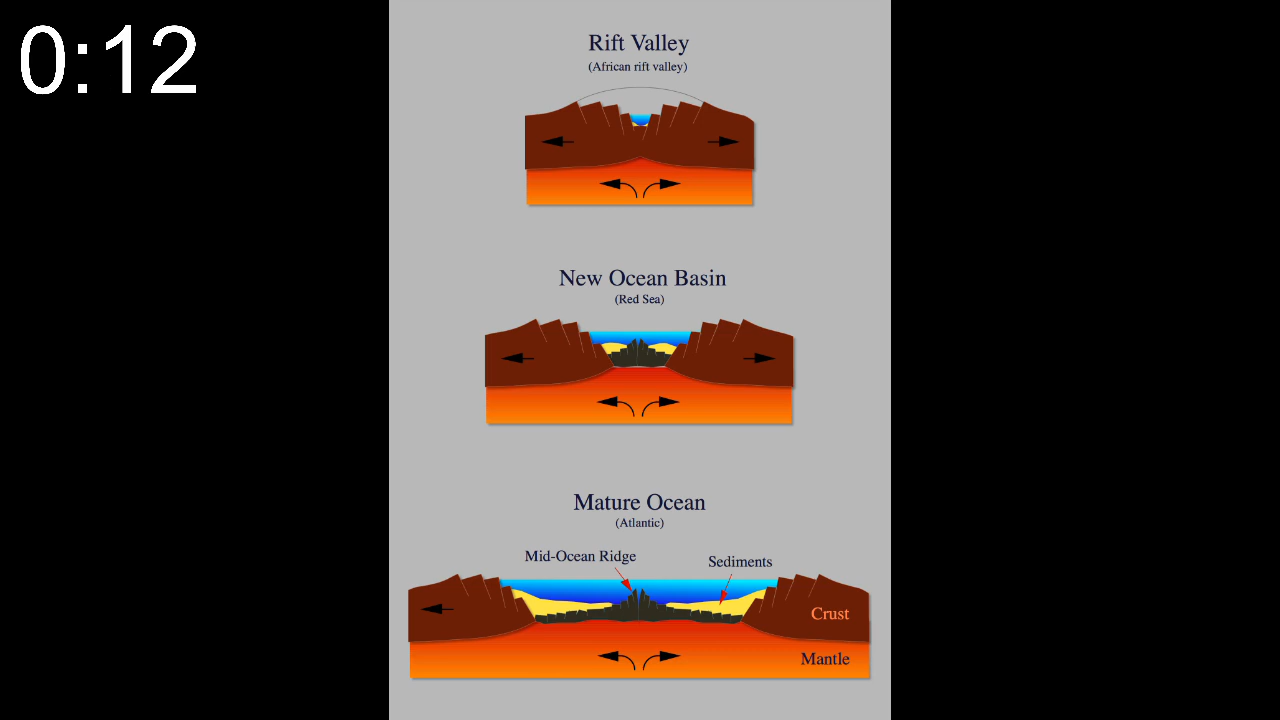 0:12
Rift Valley
(African rift valley)
New Ocean Basin
(Red Sea)
Mature Ocean
(Atlantic)
Mid-Ocean Ridge
Sediments
Crust
Mantle